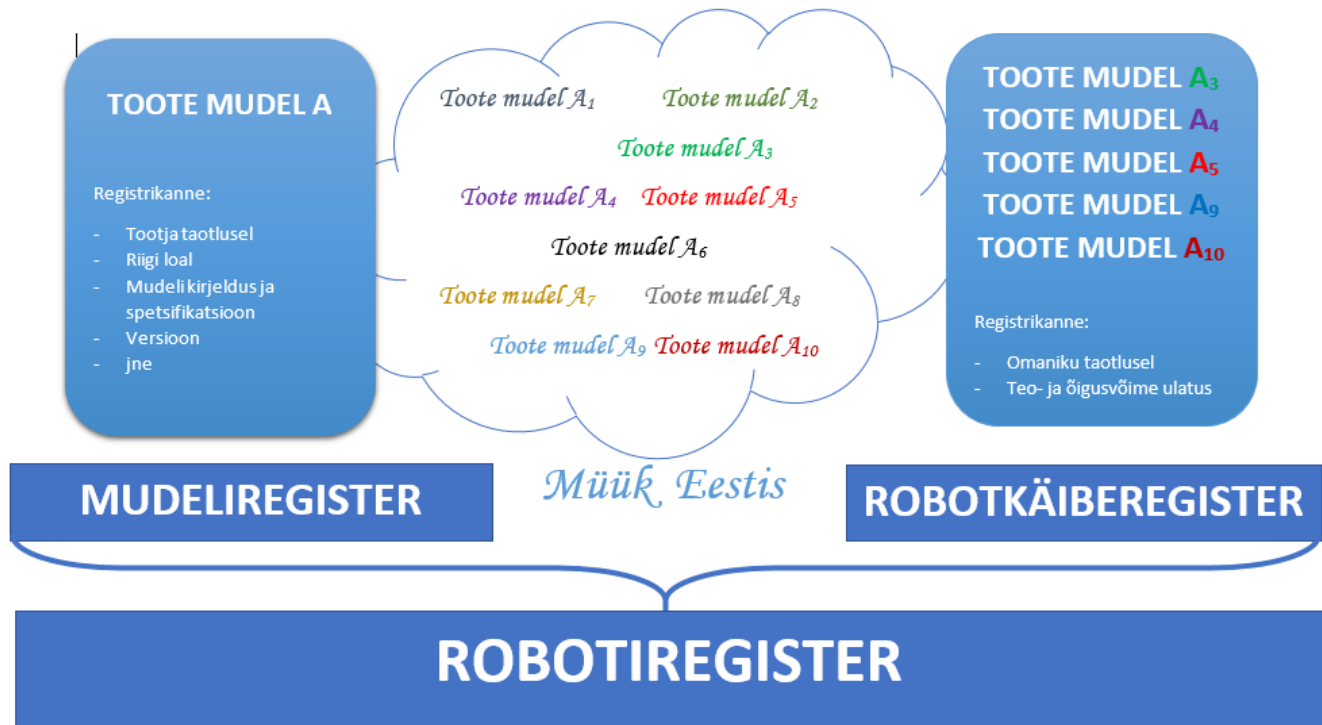 TOOTE MUDEL A
Registrikanne:
- Tootja taotlusel
- Riigi loal
- Mudeli kirjeldus ja
spetsifikatsioon
- Versioon
- jne
Toote mudel A₁ Toote mudel A₂
Toote mudel A₃
Toote mudel A₄ Toote mudel A₅
Toote mudel A₆
Toote mudel A₇ Toote mudel A₈
Toote mudel A₉ Toote mudel A₁₀
TOOTE MUDEL A₃
TOOTE MUDEL A₄
TOOTE MUDEL A₅
TOOTE MUDEL A₉
TOOTE MUDEL A₁₀
Registrikanne:
- Omaniku taotlusel
- Teo- ja õigusvõime ulatus
MUDELIREGISTER
Müük Eestis
ROBOTKÄIBEREGISTER
ROBOTIREGISTER